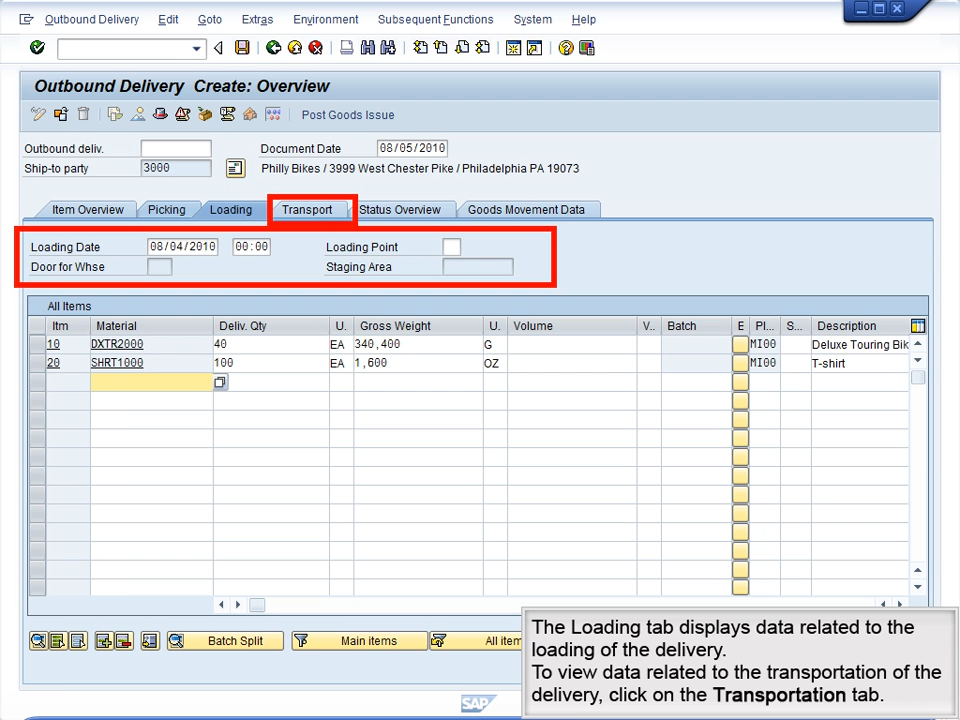 Outbound Delivery Edit Goto Extras Environment Subsequent Functions System Help
Outbound Delivery Create: Overview
Post Goods Issue
Outbound deliv. Document Date 08/05/2010
Ship-to party 3000 Philly Bikes / 3999 West Chester Pike / Philadelphia PA 19073
Item Overview Picking Loading Transport Status Overview Goods Movement Data
Loading Date 08/04/2010 00:00 Loading Point
Door for Whse Staging Area
All Items
Itm Material Deliv. Qty U. Gross Weight U. Volume V.. Batch E Pl... S... Description
10 DXTR2000 40 EA 340,400 G MI00 Deluxe Touring Bik
20 SHRT1000 100 EA 1,600 OZ MI00 T-shirt
Batch Split Main items All item
The Loading tab displays data related to the
loading of the delivery.
To view data related to the transportation of the
delivery, click on the Transportation tab.
SAP